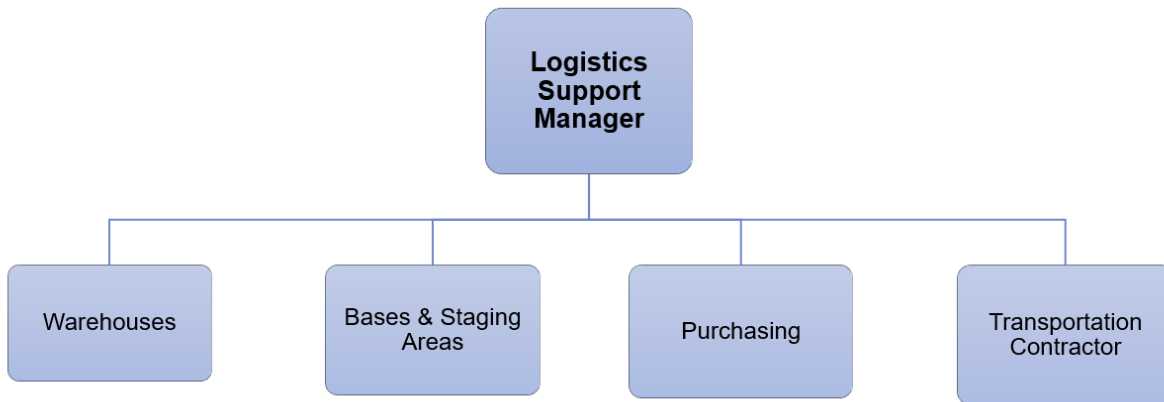 Logistics
Support
Manager
Warehouses
Bases & Staging
Areas
Purchasing
Transportation
Contractor